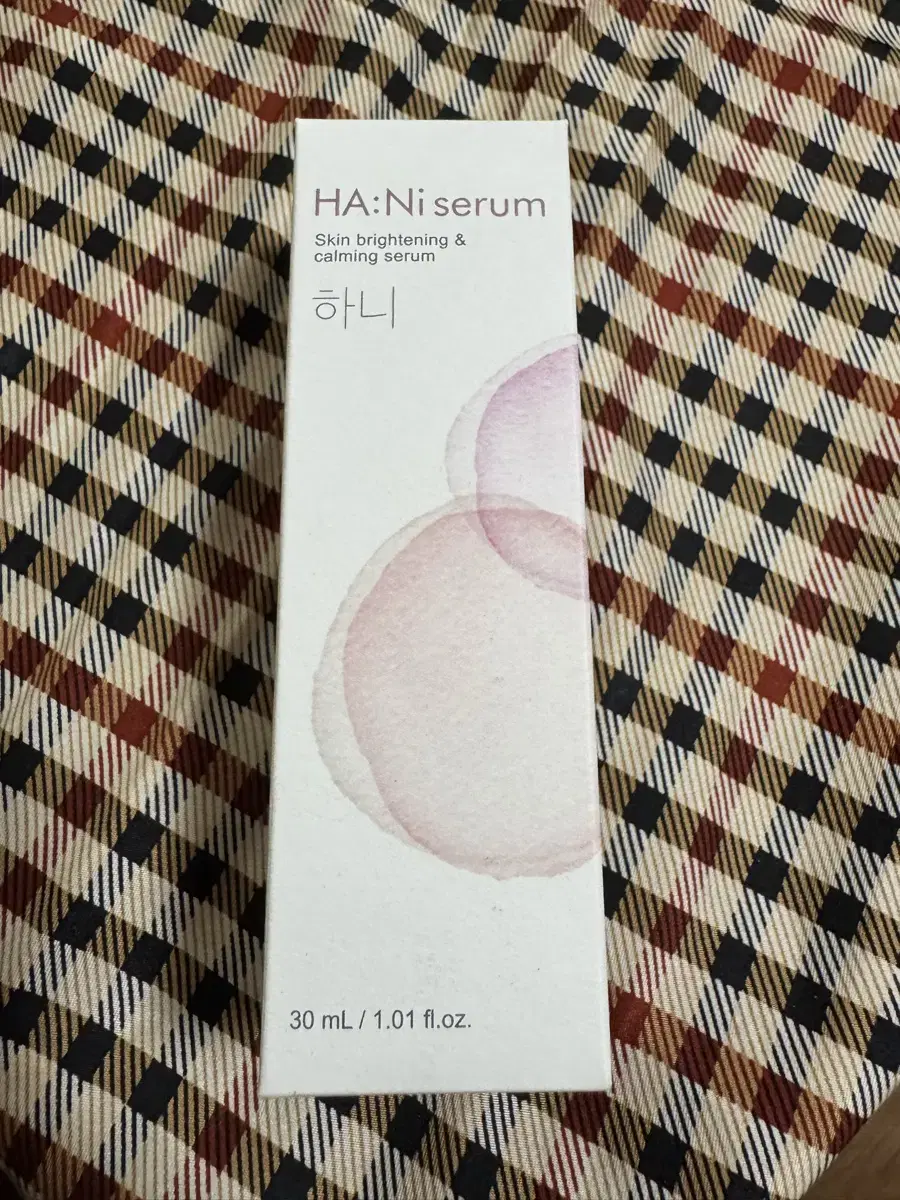 HA:Ni serum
Skin brightening &
calming serum
하니
30 mL / 1.01 fl.oz.